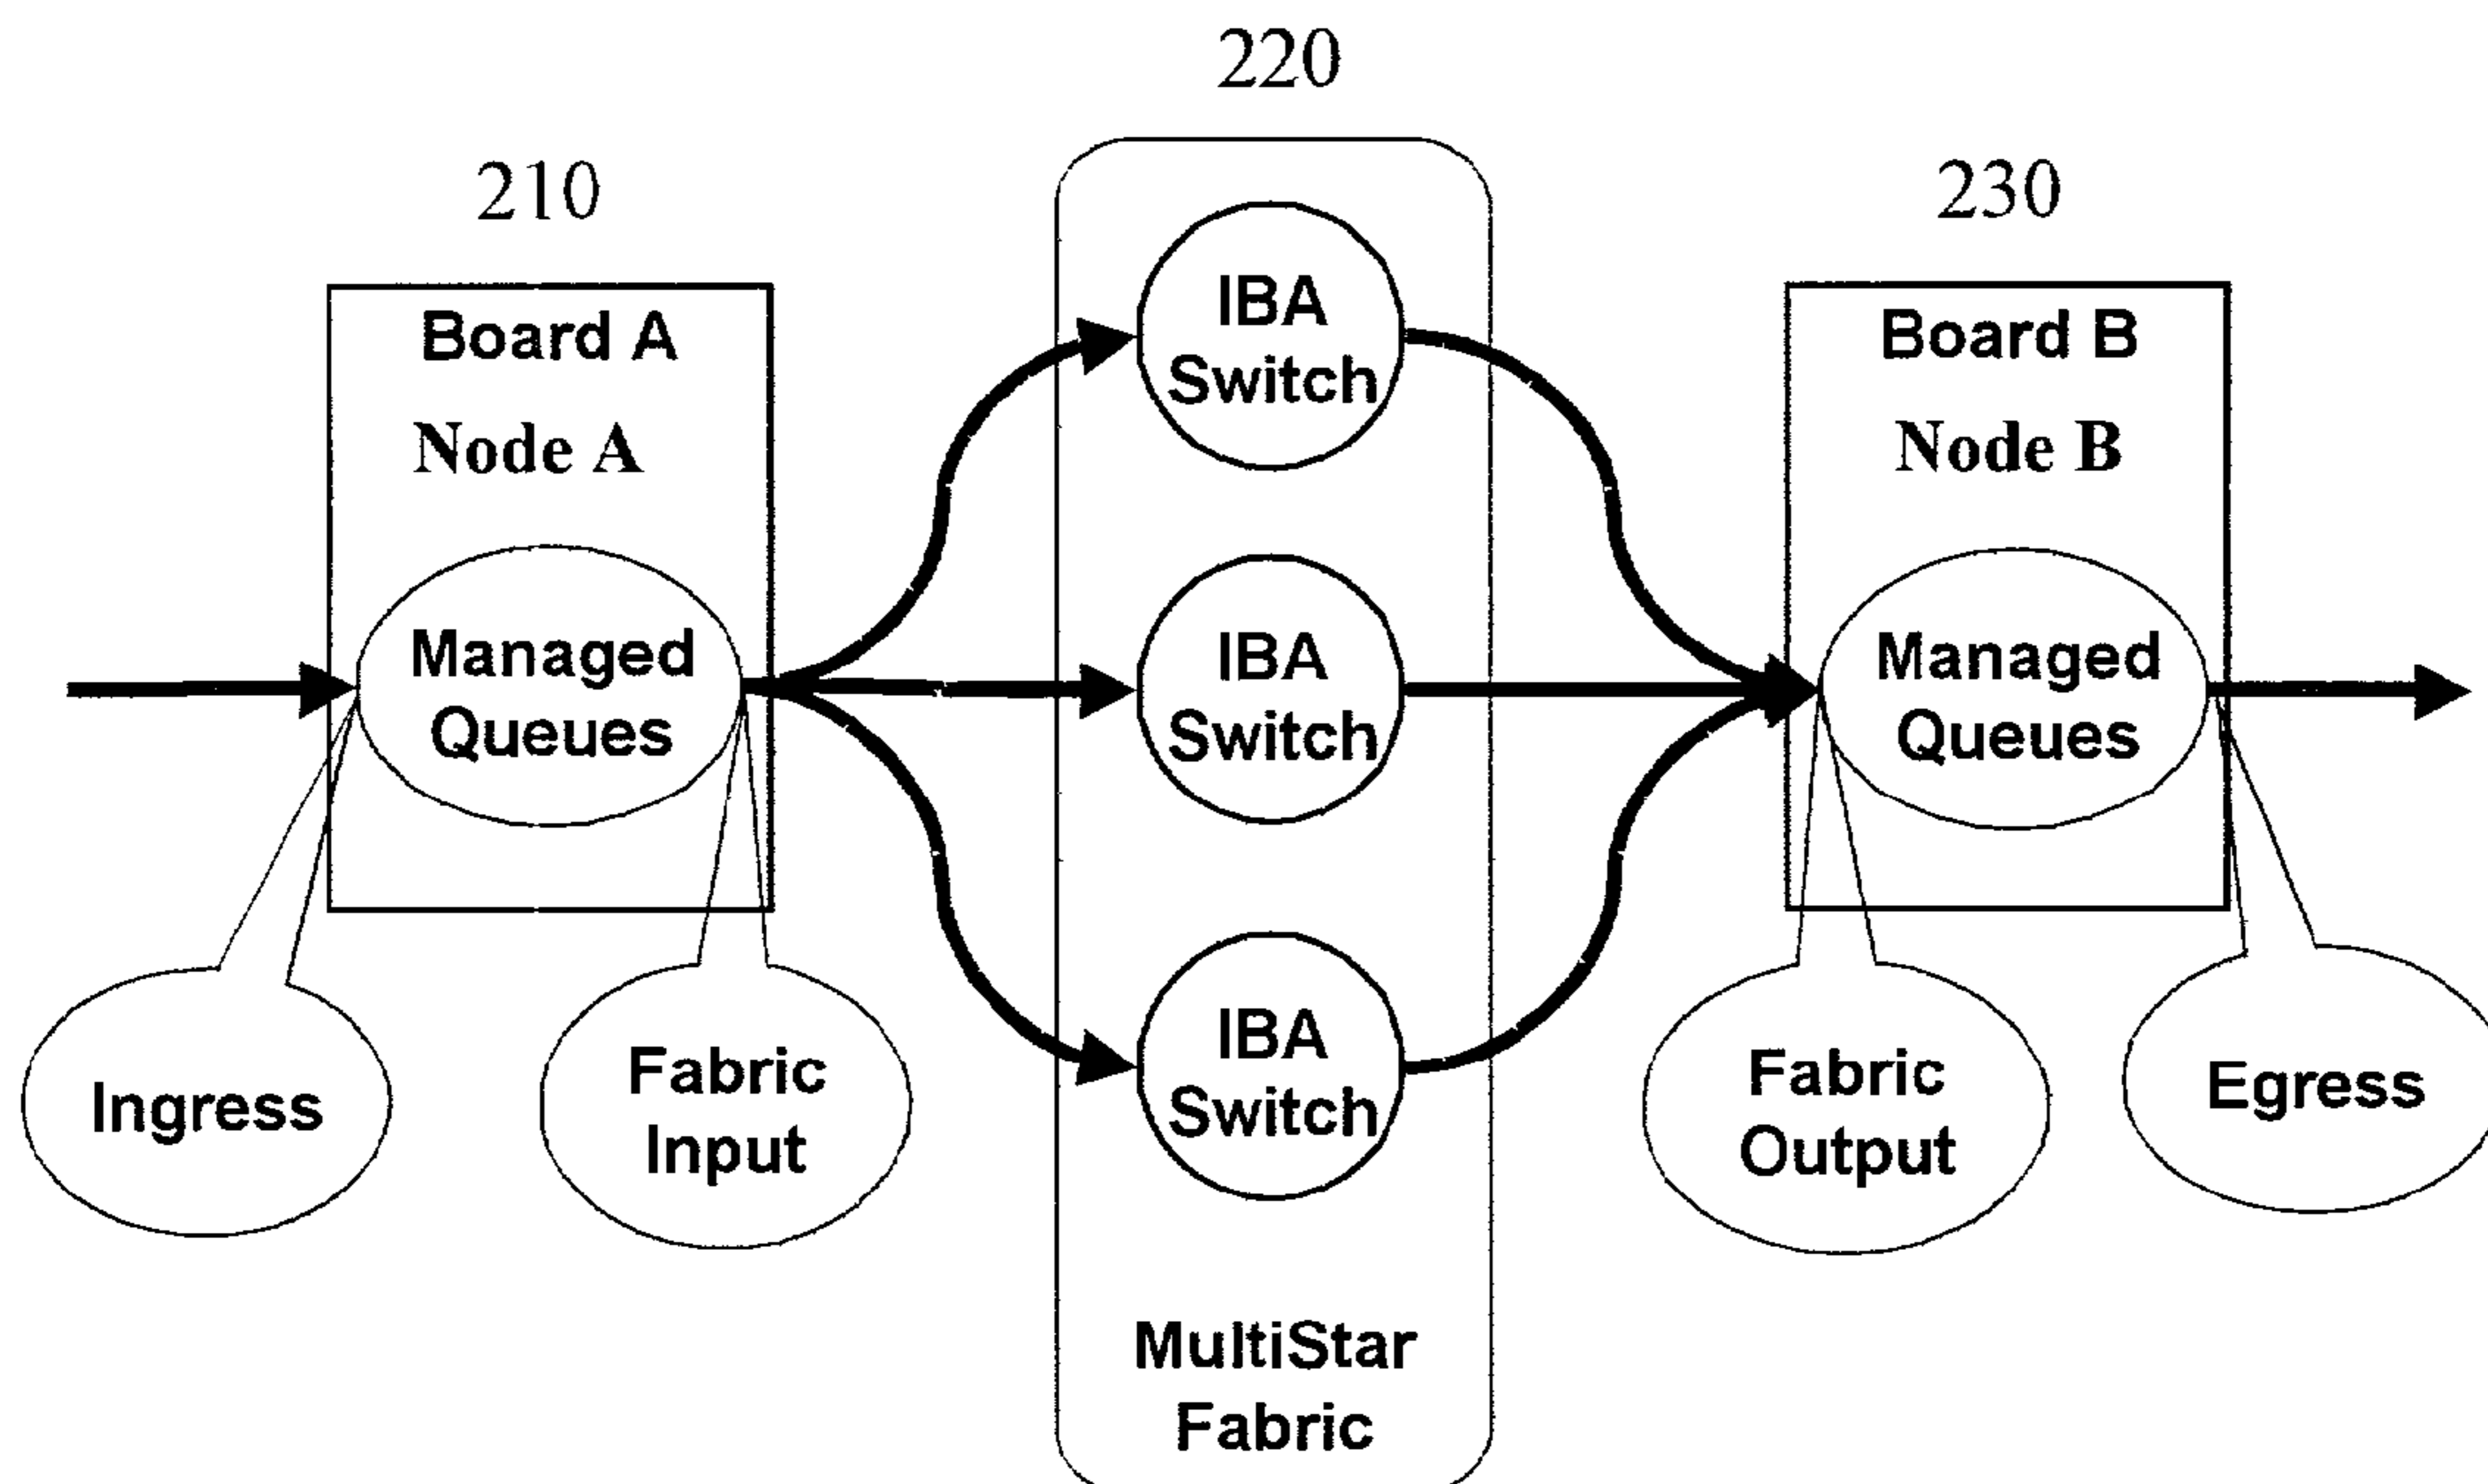 220
210
230
Board A
Node A
Managed
Queues
Ingress
Fabric
Input
IBA
Switch
IBA
Switch
IBA
Switch
MultiStar
Fabric
Board B
Node B
Managed
Queues
Fabric
Output
Egress